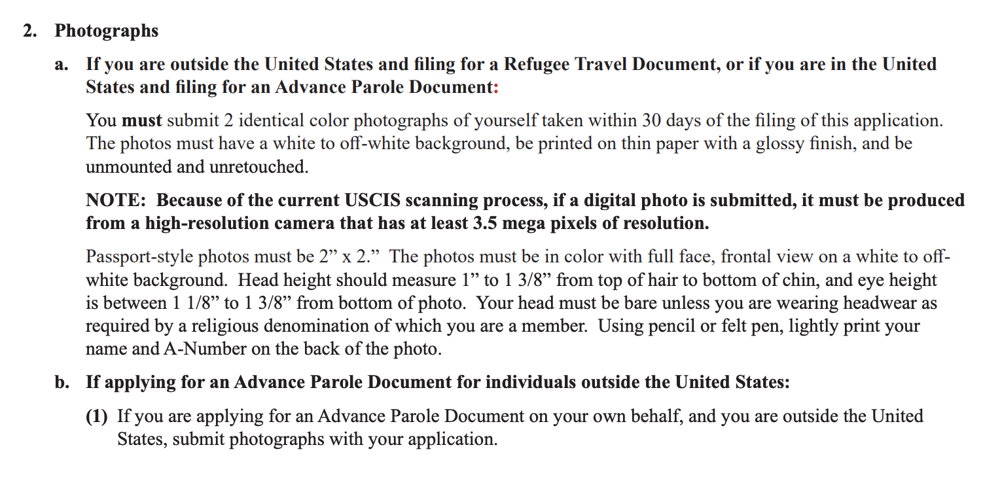 2. Photographs
a. If you are outside the United States and filing for a Refugee Travel Document, or if you are in the United
States and filing for an Advance Parole Document:
You must submit 2 identical color photographs of yourself taken within 30 days of the filing of this application.
The photos must have a white to off-white background, be printed on thin paper with a glossy finish, and be
unmounted and unretouched.
NOTE:  Because of the current USCIS scanning process, if a digital photo is submitted, it must be produced
from a high-resolution camera that has at least 3.5 mega pixels of resolution.
Passport-style photos must be 2” x 2.”  The photos must be in color with full face, frontal view on a white to off-
white background.  Head height should measure 1” to 1 3/8” from top of hair to bottom of chin, and eye height
is between 1 1/8” to 1 3/8” from bottom of photo.  Your head must be bare unless you are wearing headwear as
required by a religious denomination of which you are a member.  Using pencil or felt pen, lightly print your
name and A-Number on the back of the photo.
b. If applying for an Advance Parole Document for individuals outside the United States:
(1) If you are applying for an Advance Parole Document on your own behalf, and you are outside the United
States, submit photographs with your application.